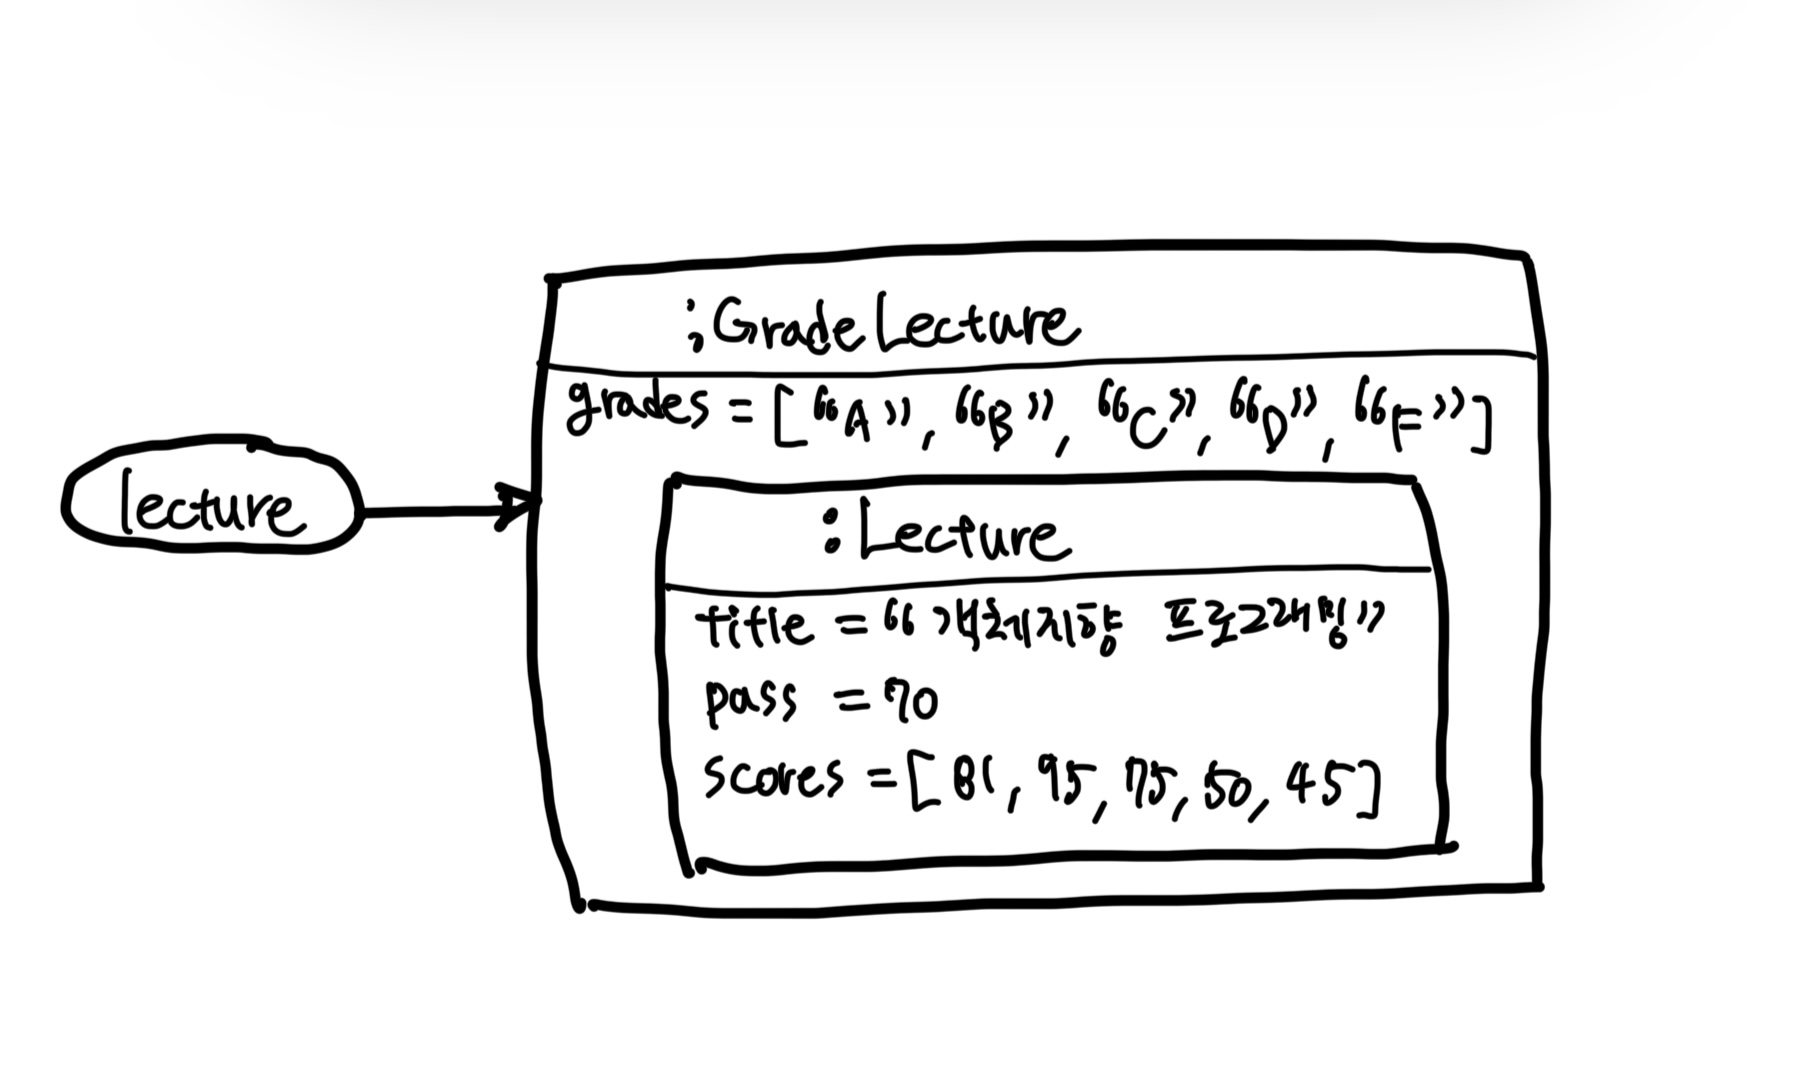 lecture
:GradeLecture
grades = ["A", "B", "C", "D", "F"]
:Lecture
title = "객체지향 프로그래밍"
pass = 70
scores = [81, 95, 75, 50, 45]